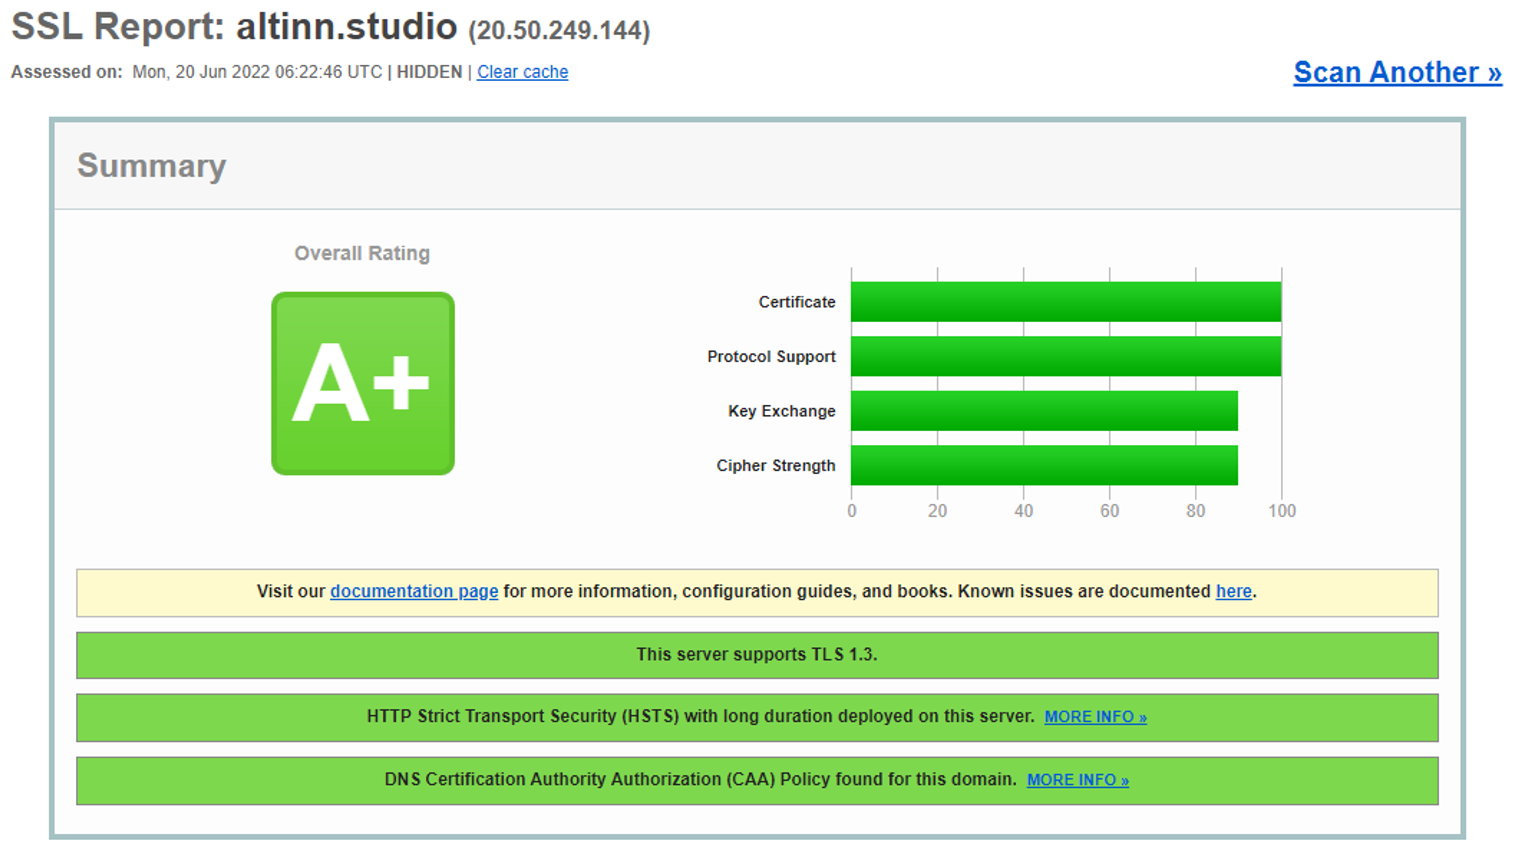 SSL Report: altinn.studio (20.50.249.144)
Assessed on: Mon, 20 Jun 2022 06:22:46 UTC | HIDDEN | Clear cache
Scan Another »
Summary
Overall Rating
A+
Certificate
Protocol Support
Key Exchange
Cipher Strength
0 20 40 60 80 100
Visit our documentation page for more information, configuration guides, and books. Known issues are documented here.
This server supports TLS 1.3.
HTTP Strict Transport Security (HSTS) with long duration deployed on this server. MORE INFO »
DNS Certification Authority Authorization (CAA) Policy found for this domain. MORE INFO »